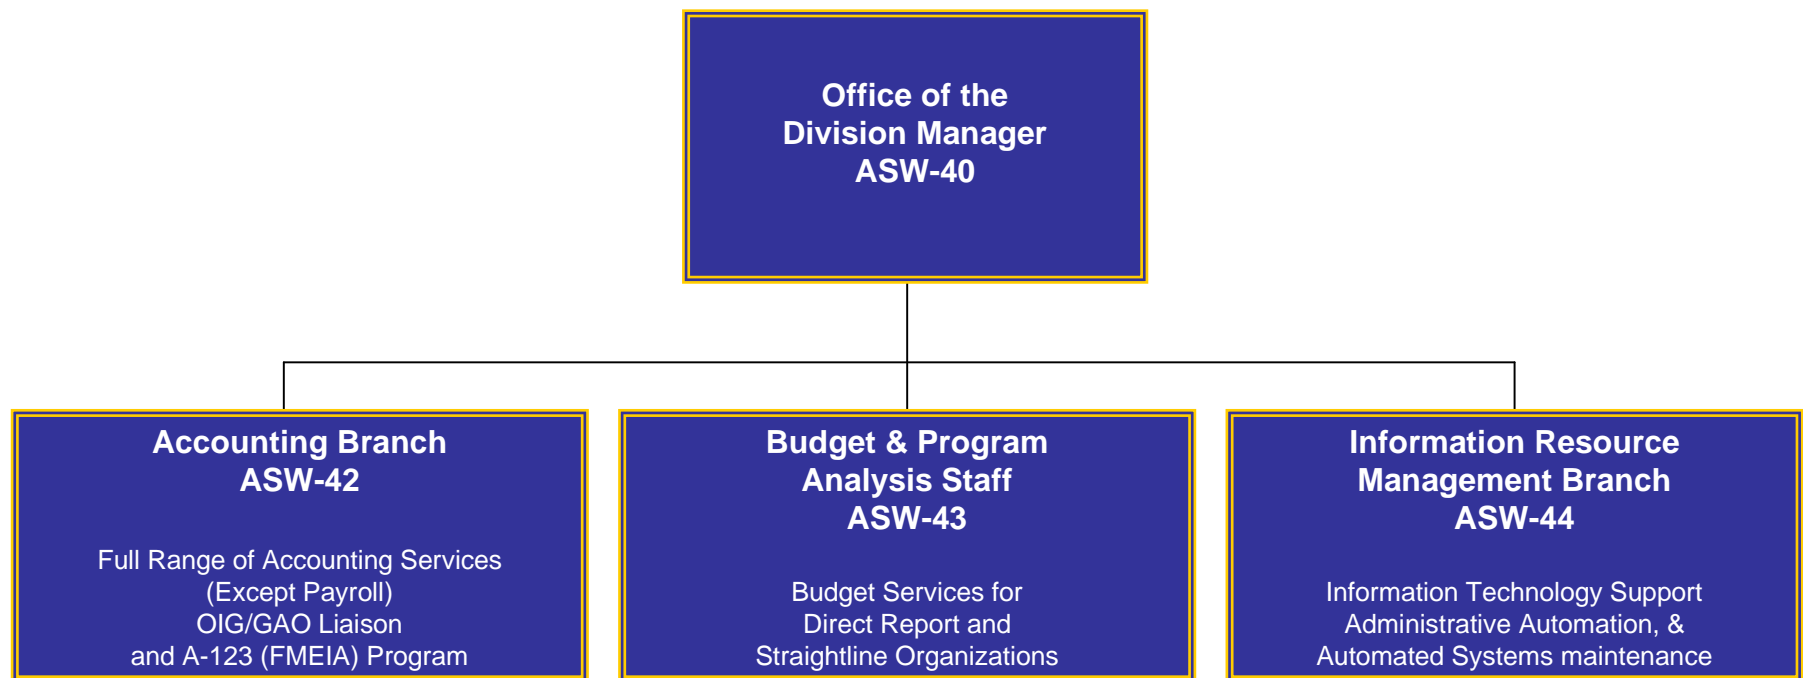 Office of the
Division Manager
ASW-40
Accounting Branch
ASW-42
Full Range of Accounting Services
(Except Payroll)
OIG/GAO Liaison
and A-123 (FMEIA) Program
Budget & Program
Analysis Staff
ASW-43
Budget Services for
Direct Report and
Straightline Organizations
Information Resource
Management Branch
ASW-44
Information Technology Support
Administrative Automation, &
Automated Systems maintenance